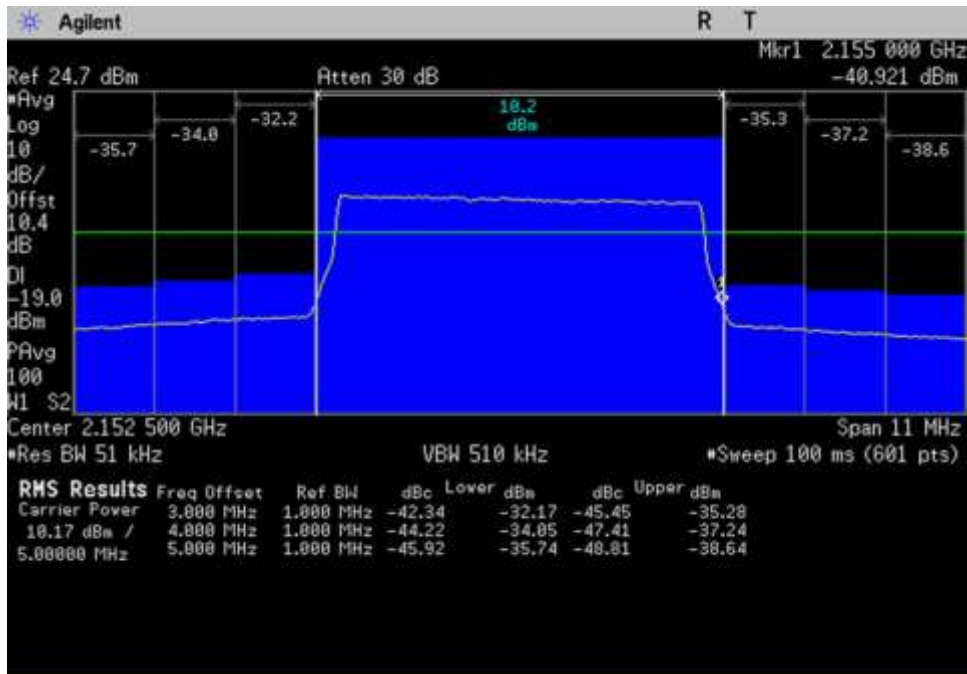 Agilent R T
Mkr1 2.155 000 GHz
Ref 24.7 dBm Atten 30 dB -40.921 dBm
#Avg
Log
10
dB/
Offst
10.4
dB
DI
-19.0
dBm
PAvg
100
W1 S2
10.2
dBm
-35.7 -34.0 -32.2 -35.3 -37.2 -38.6
1
Center 2.152 500 GHz Span 11 MHz
#Res BW 51 kHz VBW 510 kHz #Sweep 100 ms (601 pts)
RMS Results Freq Offset Ref BW dBc Lower dBm dBc Upper dBm
Carrier Power 3.000 MHz 1.000 MHz -42.34 -32.17 -45.45 -35.28
10.17 dBm / 4.000 MHz 1.000 MHz -44.22 -34.05 -47.41 -37.24
5.00000 MHz 5.000 MHz 1.000 MHz -45.92 -35.74 -48.81 -38.64